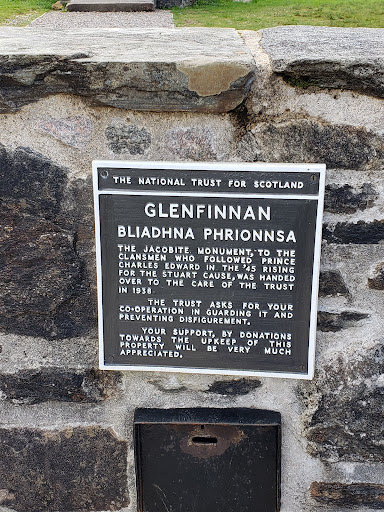 THE NATIONAL TRUST FOR SCOTLAND
GLENFINNAN
BLIADHNA PHRIONNSA
THE JACOBITE MONUMENT, TO THE
CLANSMEN WHO FOLLOWED PRINCE
CHARLES EDWARD IN THE '45 RISING
FOR THE STUART CAUSE, WAS HANDED
OVER TO THE CARE OF THE TRUST
IN 1938
THE TRUST ASKS FOR YOUR
CO-OPERATION IN GUARDING IT AND
PREVENTING DISFIGUREMENT.
YOUR SUPPORT, BY DONATIONS
TOWARDS THE UPKEEP OF THIS
PROPERTY WILL BE VERY MUCH
APPRECIATED.